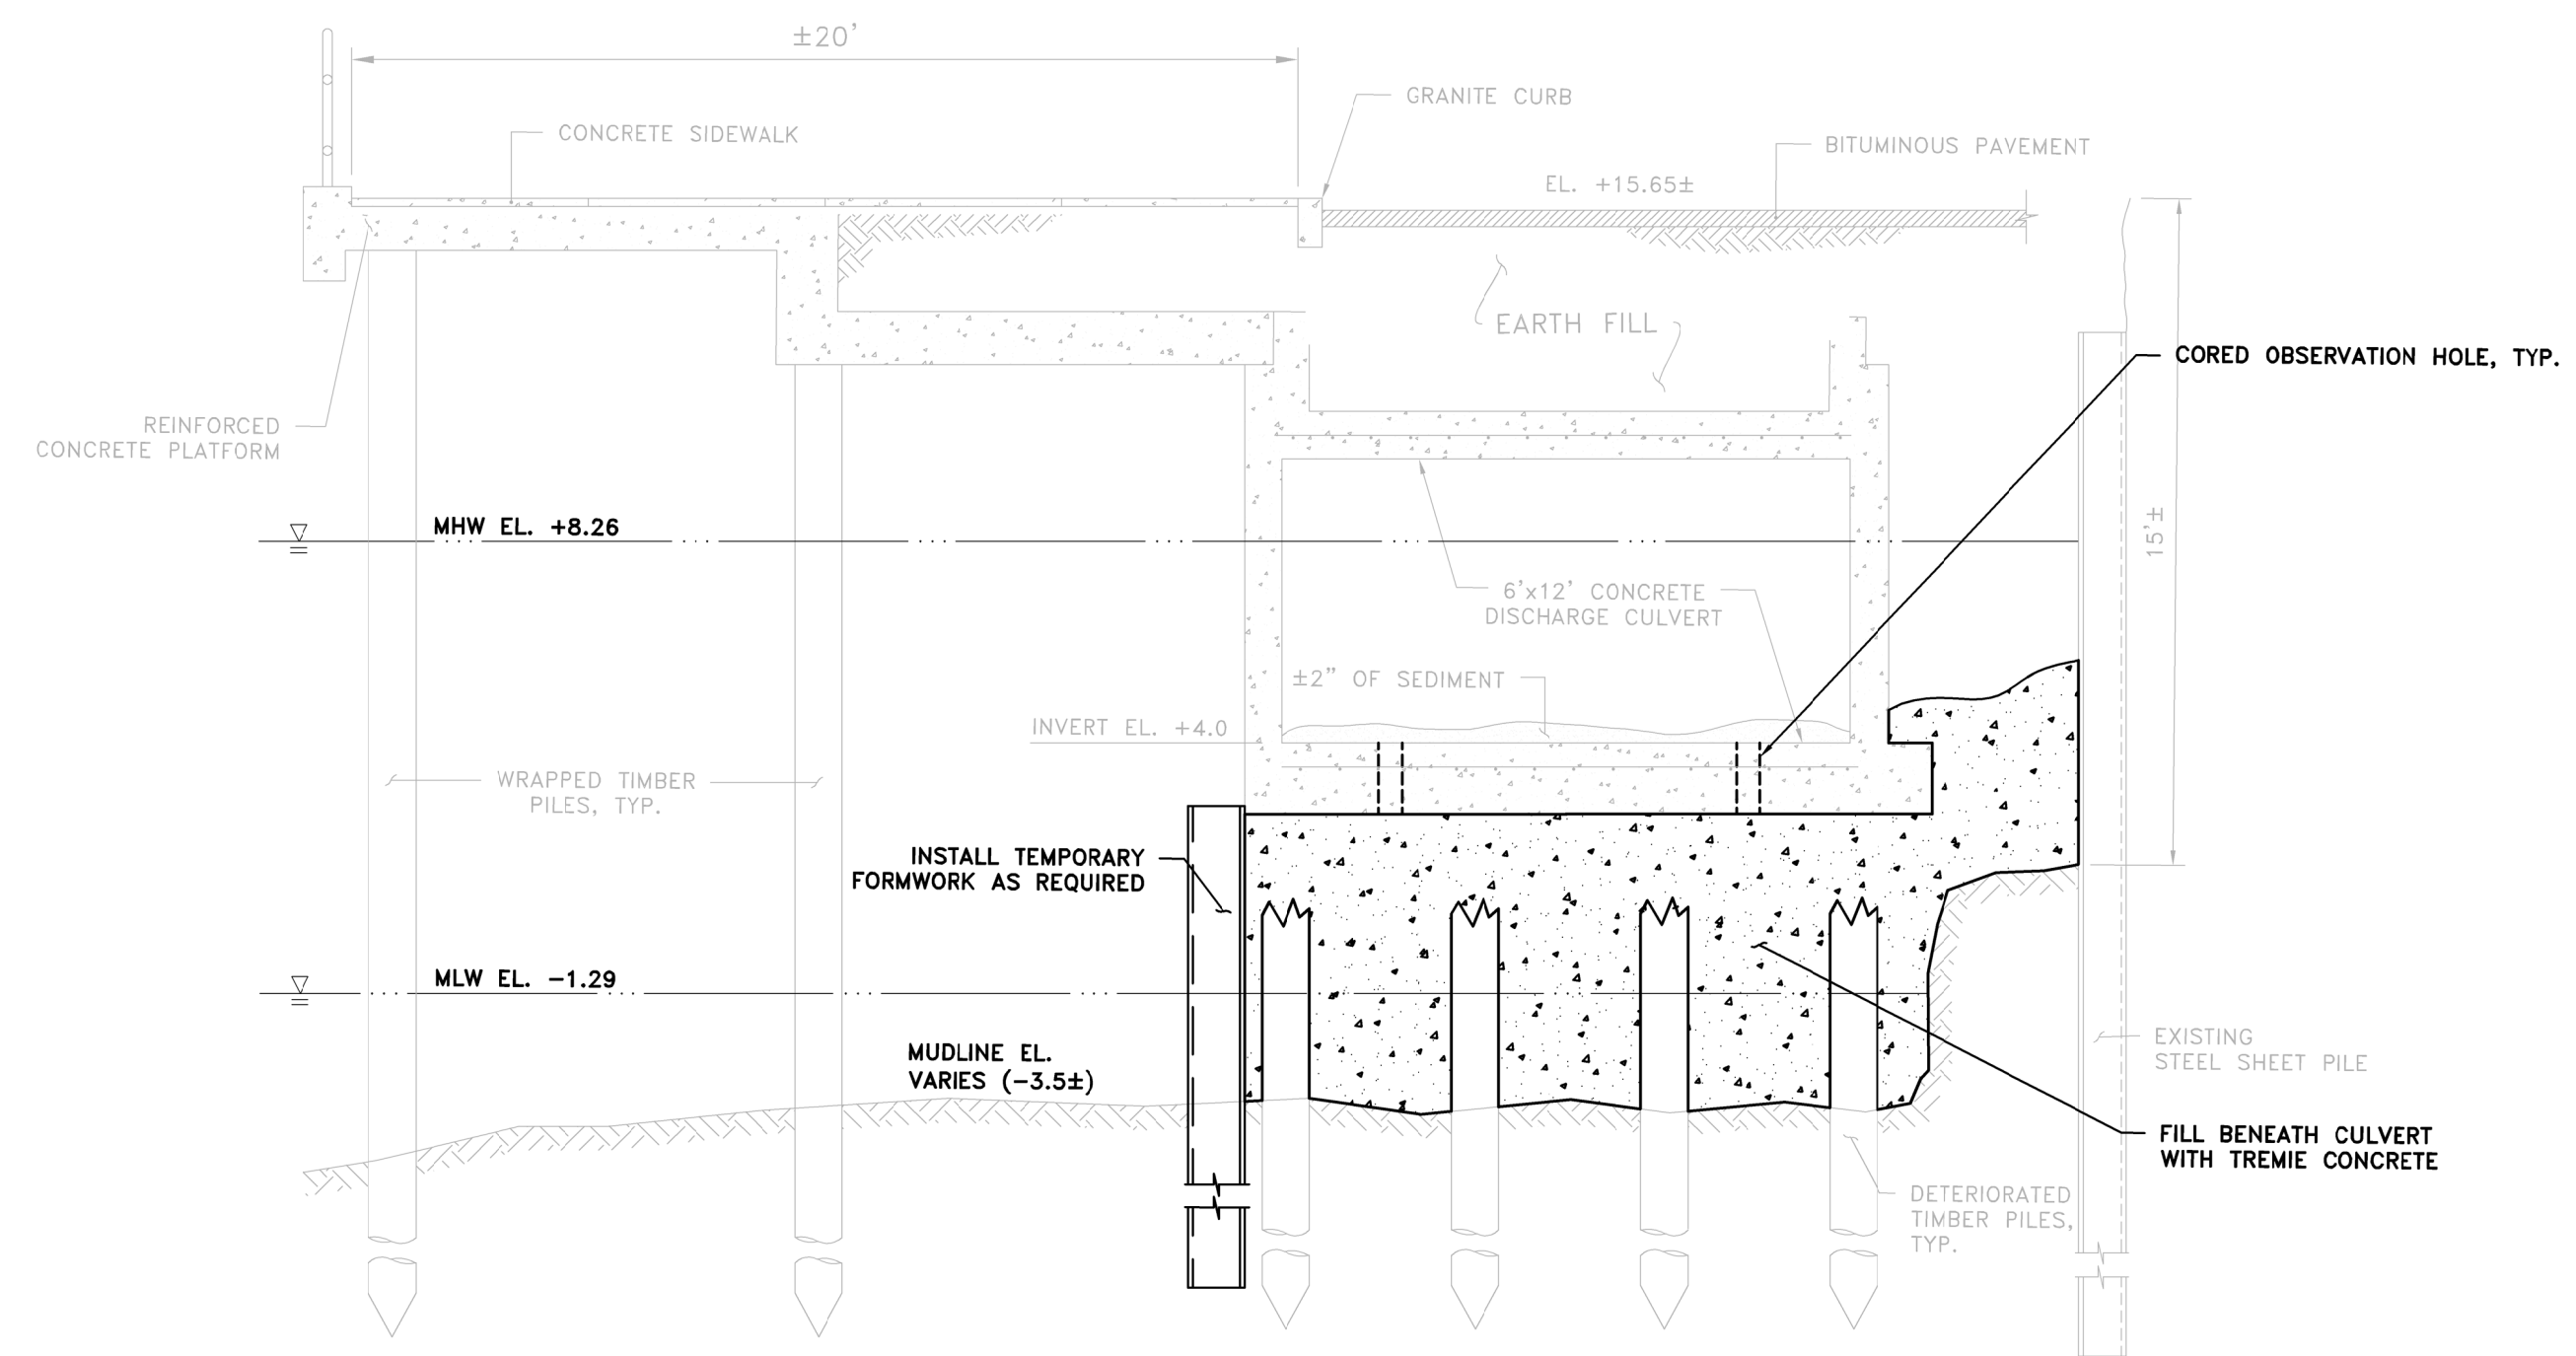 ±20'
GRANITE CURB
CONCRETE SIDEWALK
BITUMINOUS PAVEMENT
EL. +15.65±
EARTH FILL
CORED OBSERVATION HOLE, TYP.
REINFORCED
CONCRETE PLATFORM
MHW EL. +8.26
15'±
6'x12' CONCRETE
DISCHARGE CULVERT
±2" OF SEDIMENT
INVERT EL. +4.0
WRAPPED TIMBER
PILES, TYP.
INSTALL TEMPORARY
FORMWORK AS REQUIRED
MLW EL. -1.29
MUDLINE EL.
VARIES (-3.5±)
EXISTING
STEEL SHEET PILE
FILL BENEATH CULVERT
WITH TREMIE CONCRETE
DETERIORATED
TIMBER PILES,
TYP.